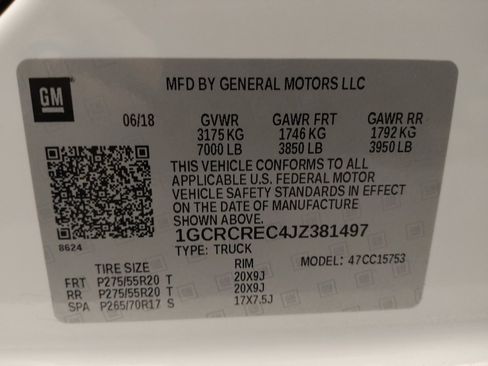 MFD BY GENERAL MOTORS LLC
GM
06/18 GVWR GAWR FRT GAWR RR
3175 KG 1746 KG 1792 KG
7000 LB 3850 LB 3950 LB
THIS VEHICLE CONFORMS TO ALL
APPLICABLE U.S. FEDERAL MOTOR
VEHICLE SAFETY STANDARDS IN EFFECT
ON THE DATE OF MANUFACTURE
SHOWN ABOVE.
8624
1GCRCREC4JZ381497
TYPE: TRUCK MODEL: 47CC15753
TIRE SIZE RIM
FRT P275/55R20 T 20X9J
RR P275/55R20 T 20X9J
SPA P265/70R17 S 17X7.5J